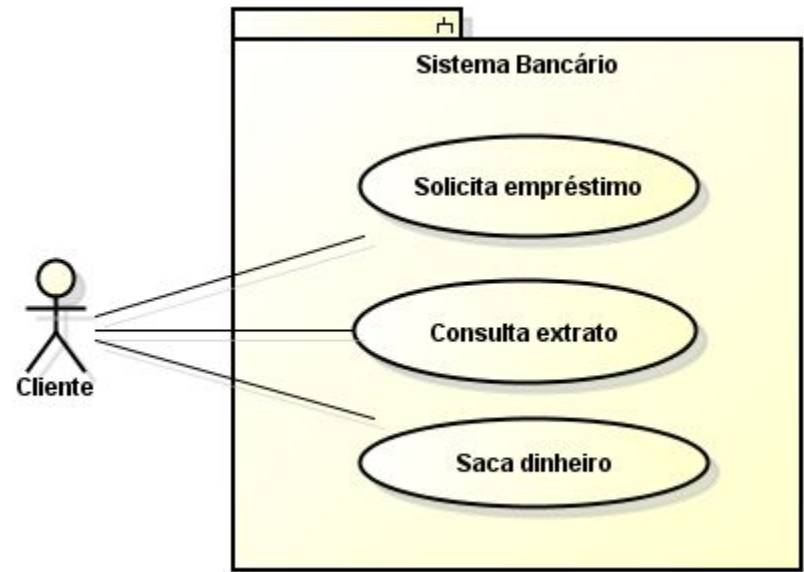 Sistema Bancário
Solicita empréstimo
Consulta extrato
Cliente
Saca dinheiro